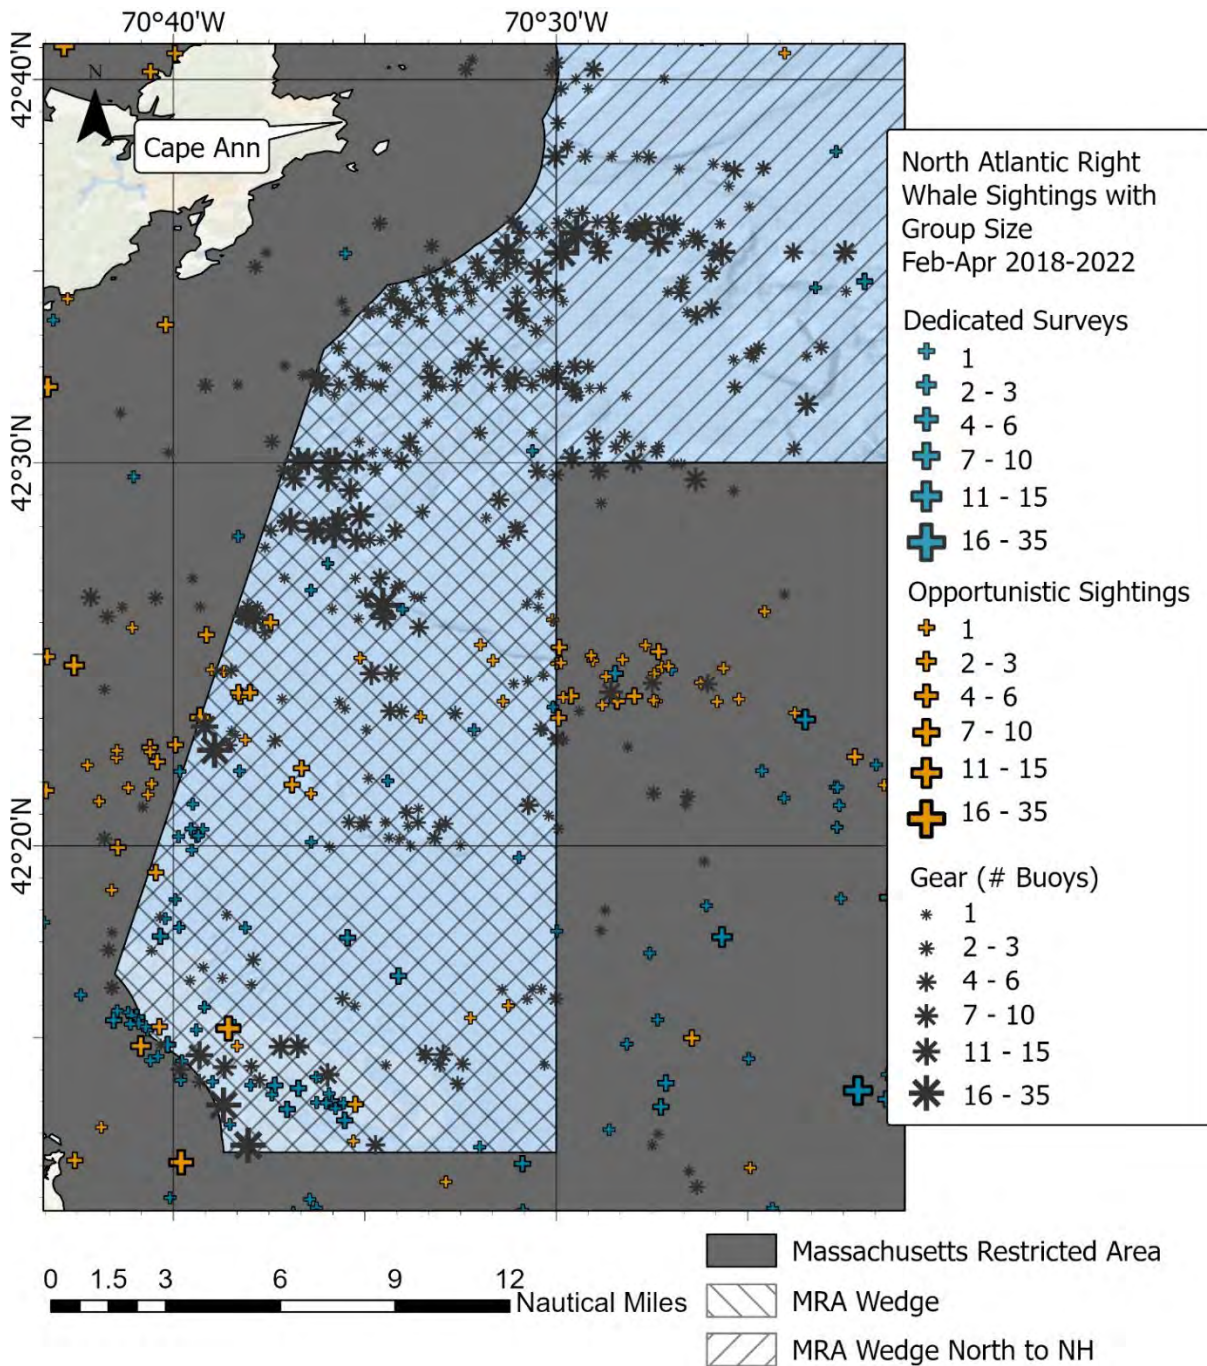 70°40'W
70°30'W
42°40'N
N
Cape Ann
42°30'N
42°20'N
North Atlantic Right
Whale Sightings with
Group Size
Feb-Apr 2018-2022
Dedicated Surveys
1
2 - 3
4 - 6
7 - 10
11 - 15
16 - 35
Opportunistic Sightings
1
2 - 3
4 - 6
7 - 10
11 - 15
16 - 35
Gear (# Buoys)
1
2 - 3
4 - 6
7 - 10
11 - 15
16 - 35
0 1.5 3 6 9 12
Nautical Miles
Massachusetts Restricted Area
MRA Wedge
MRA Wedge North to NH